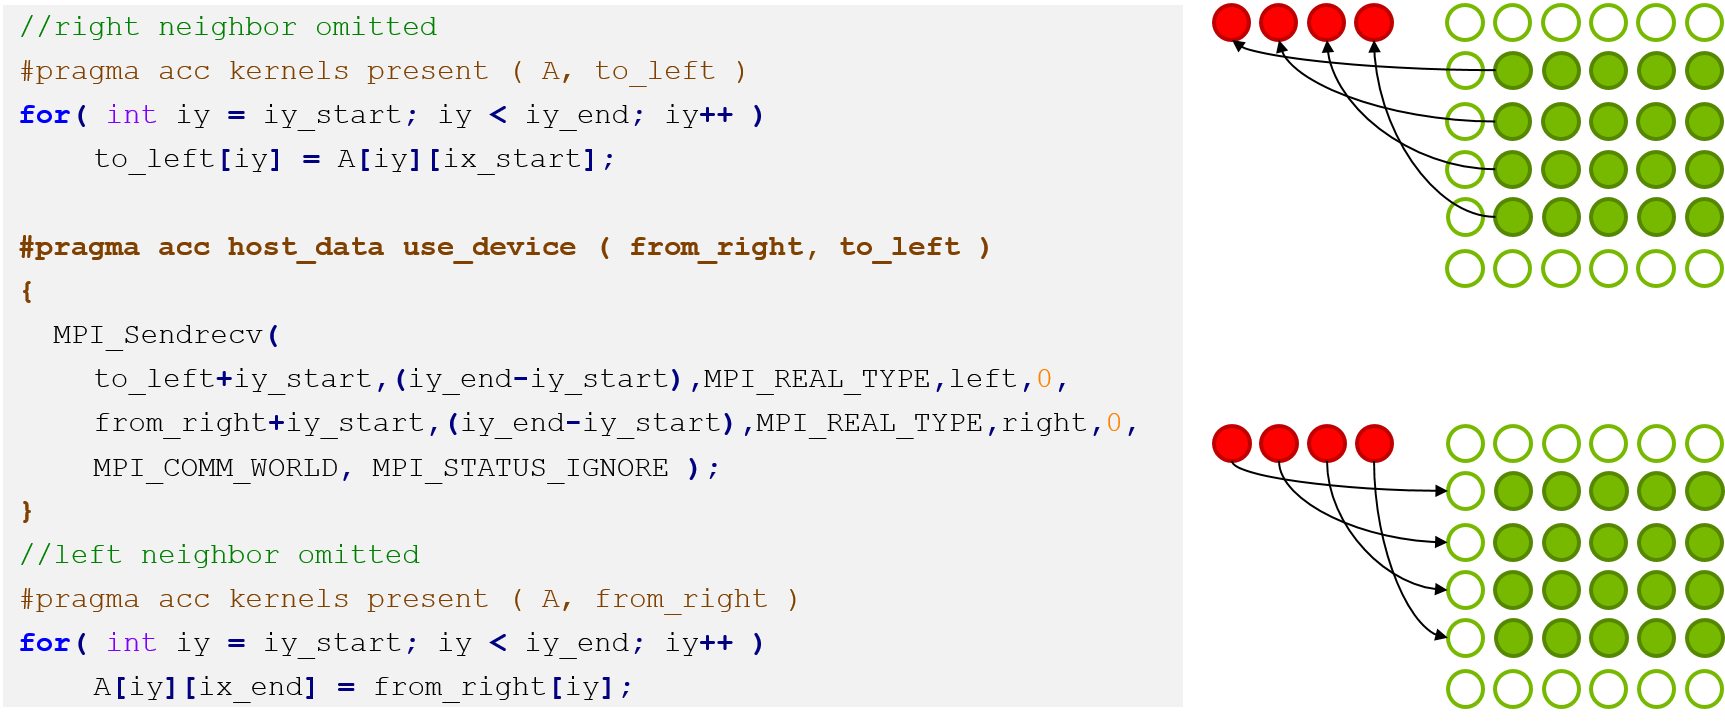 //right neighbor omitted
#pragma acc kernels present ( A, to_left )
for( int iy = iy_start; iy < iy_end; iy++ )
to_left[iy] = A[iy][ix_start];
#pragma acc host_data use_device ( from_right, to_left )
{
MPI_Sendrecv(
to_left+iy_start,(iy_end-iy_start),MPI_REAL_TYPE,left,0,
from_right+iy_start,(iy_end-iy_start),MPI_REAL_TYPE,right,0,
MPI_COMM_WORLD, MPI_STATUS_IGNORE );
}
//left neighbor omitted
#pragma acc kernels present ( A, from_right )
for( int iy = iy_start; iy < iy_end; iy++ )
A[iy][ix_end] = from_right[iy];